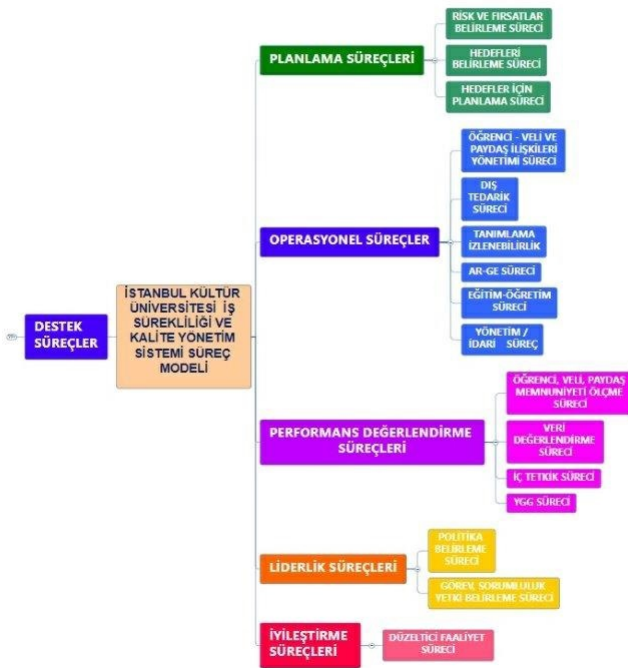 RİSK VE FIRSATLAR
BELİRLEME SÜRECİ
PLANLAMA SÜREÇLERİ
HEDEFLERİ
BELİRLEME SÜRECİ
HEDEFLER İÇİN
PLANLAMA SÜRECİ
ÖĞRENCİ - VELİ VE
PAYDAŞ İLİŞKİLERİ
YÖNETİMİ SÜRECİ
DIŞ
TEDARİK
SÜRECİ
OPERASYONEL SÜREÇLER
TANIMLAMA
İZLENEBİLİRLİK
AR-GE SÜRECİ
EĞİTİM-ÖĞRETİM
SÜRECİ
YÖNETİM /
İDARİ SÜREÇ
DESTEK
SÜREÇLER
İSTANBUL KÜLTÜR
ÜNİVERSİTESİ İŞ
SÜREKLİLİĞİ VE
KALİTE YÖNETİM
SİSTEMİ SÜREÇ
MODELİ
ÖĞRENCİ, VELİ, PAYDAŞ
MEMNUNİYETİ ÖLÇME
SÜRECİ
PERFORMANS DEĞERLENDİRME
SÜREÇLERİ
VERİ
DEĞERLENDİRME
SÜRECİ
İÇ TETKİK SÜRECİ
YGG SÜRECİ
POLİTİKA
BELİRLEME
SÜRECİ
LİDERLİK SÜREÇLERİ
GÖREV, SORUMLULUK
YETKİ BELİRLEME SÜRECİ
İYİLEŞTİRME
SÜREÇLERİ
DÜZELTİCİ FAALİYET
SÜRECİ